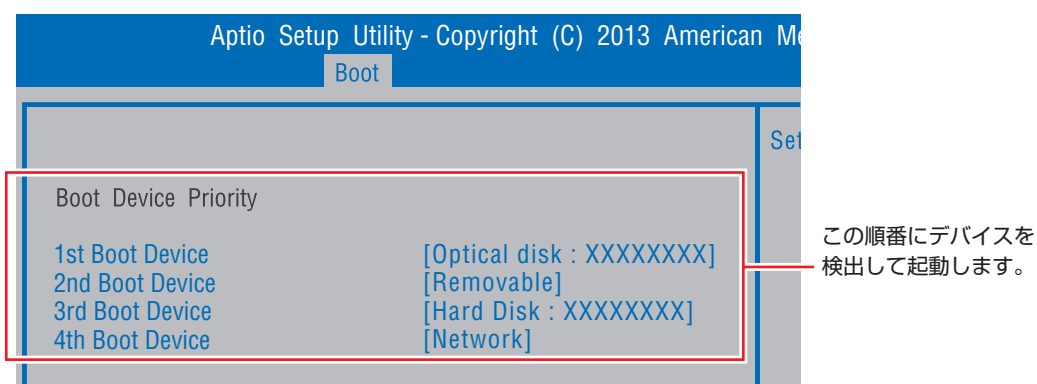 Aptio Setup Utility - Copyright (C) 2013 American
Boot
Set
Boot Device Priority
1st Boot Device [Optical disk : XXXXXXXX]
2nd Boot Device [Removable]
3rd Boot Device [Hard Disk : XXXXXXXX]
4th Boot Device [Network]
この順番にデバイスを
検出して起動します。